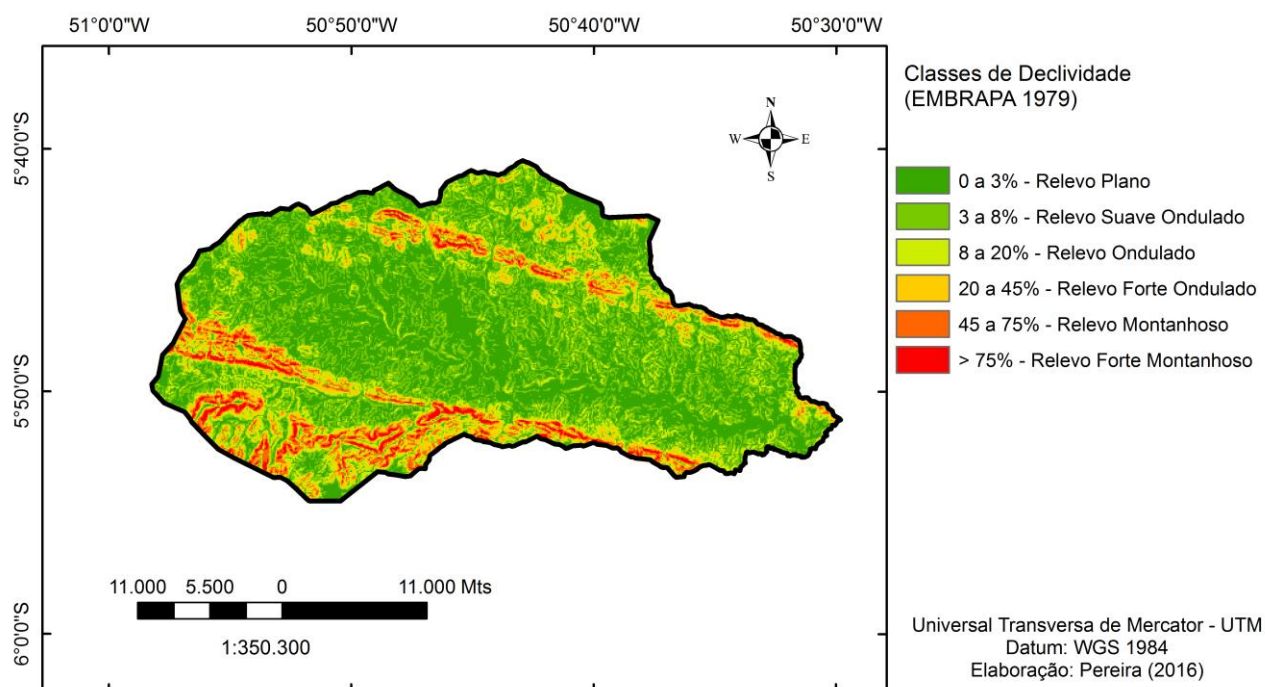 51°0'0"W 50°50'0"W 50°40'0"W 50°30'0"W
5°40'0"S
5°50'0"S
6°0'0"S
N
W E
S
11.000 5.500 0 11.000 Mts
1:350.300
Classes de Declividade
(EMBRAPA 1979)
0 a 3% - Relevo Plano
3 a 8% - Relevo Suave Ondulado
8 a 20% - Relevo Ondulado
20 a 45% - Relevo Forte Ondulado
45 a 75% - Relevo Montanhoso
> 75% - Relevo Forte Montanhoso
Universal Transversa de Mercator - UTM
Datum: WGS 1984
Elaboração: Pereira (2016)